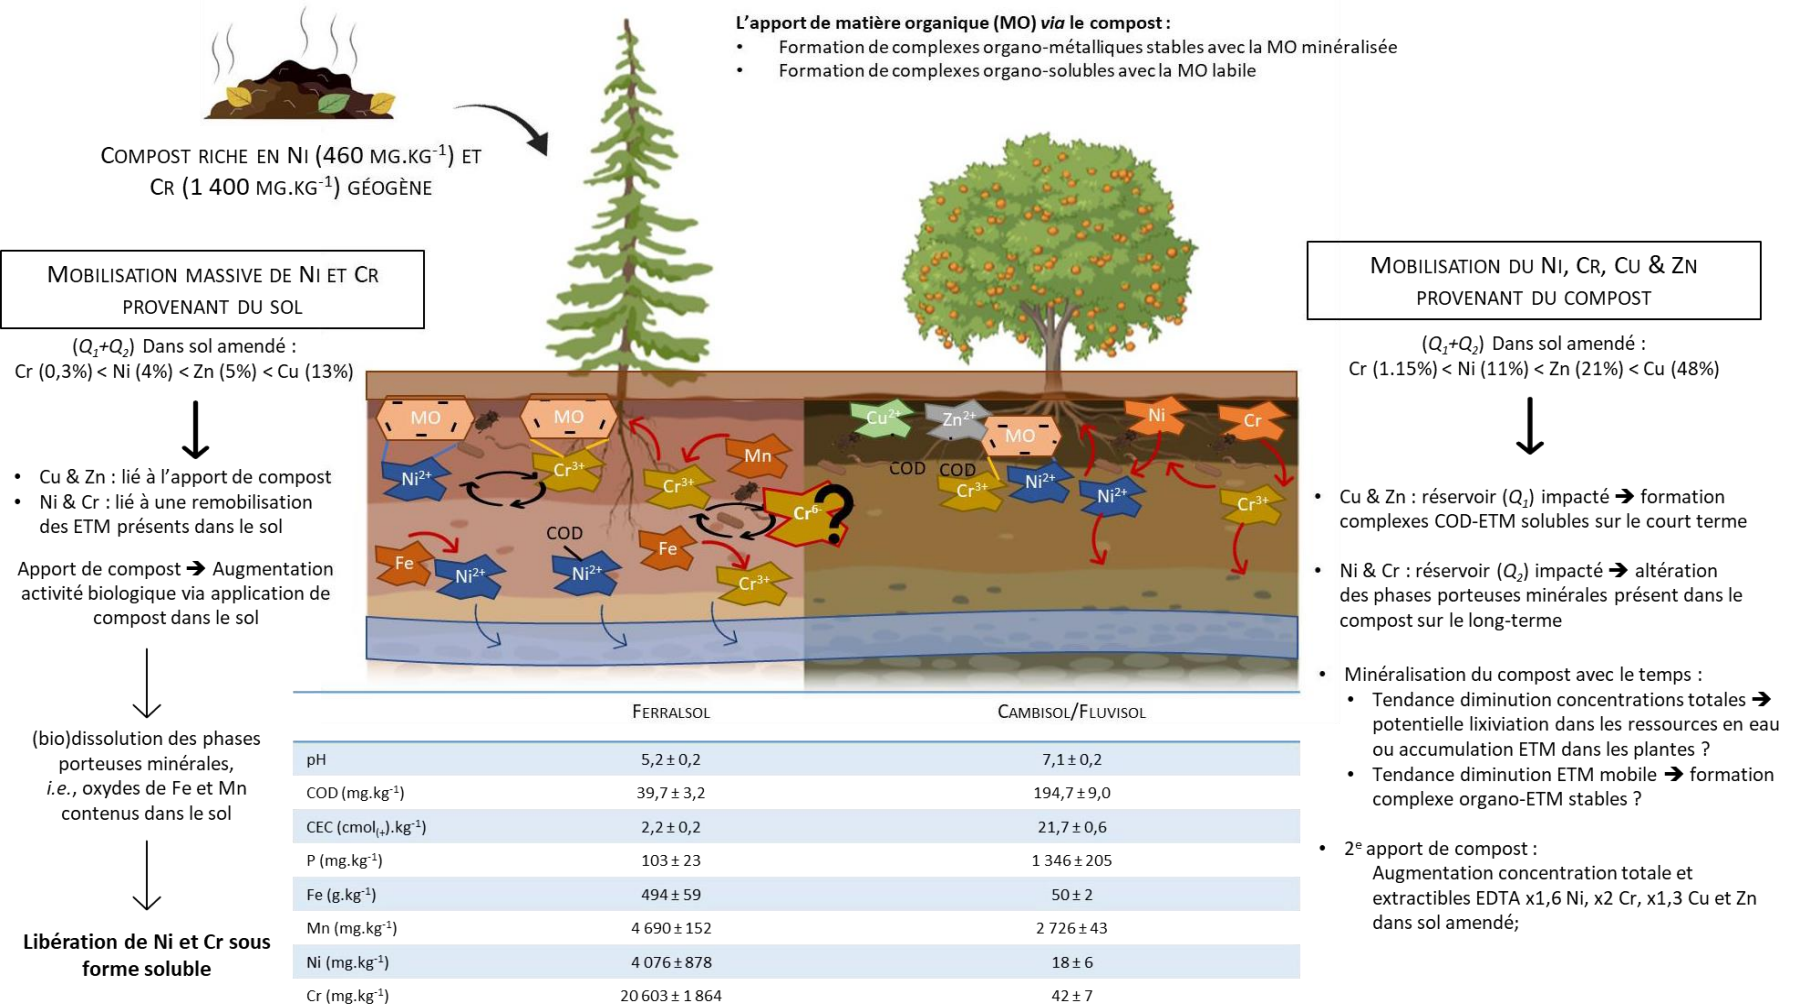 L'apport de matière organique (MO) via le compost :
• Formation de complexes organo-métalliques stables avec la MO minéralisée
• Formation de complexes organo-solubles avec la MO labile
COMPOST RICHE EN NI (460 MG.KG-1) ET
CR (1 400 MG.KG-1) GÉOGÈNE
MOBILISATION MASSIVE DE NI ET CR
PROVENANT DU SOL
(Q1+Q2) Dans sol amendé :
Cr (0,3%) < Ni (4%) < Zn (5%) < Cu (13%)
• Cu & Zn : lié à l'apport de compost
• Ni & Cr : lié à une remobilisation
des ETM présents dans le sol
Apport de compost ➔ Augmentation
activité biologique via application de
compost dans le sol
(bio)dissolution des phases
porteuses minérales,
i.e., oxydes de Fe et Mn
contenus dans le sol
Libération de Ni et Cr sous
forme soluble
MO
MO
Ni2+
Cr3+
Cr3+
Mn
Cr6-
?
Fe
Ni2+
COD
Ni2+
Fe
Cr3+
Cu2+
Zn2+
MO
Ni
Cr
COD
COD
Cr3+
Ni2+
Ni2+
Cr3+
FERRALSOL CAMBISOL/FLUVISOL
pH 5,2 ± 0,2 7,1 ± 0,2
COD (mg.kg-1) 39,7 ± 3,2 194,7 ± 9,0
CEC (cmol(+).kg-1) 2,2 ± 0,2 21,7 ± 0,6
P (mg.kg-1) 103 ± 23 1 346 ± 205
Fe (g.kg-1) 494 ± 59 50 ± 2
Mn (mg.kg-1) 4 690 ± 152 2 726 ± 43
Ni (mg.kg-1) 4 076 ± 878 18 ± 6
Cr (mg.kg-1) 20 603 ± 1 864 42 ± 7
MOBILISATION DU NI, CR, CU & ZN
PROVENANT DU COMPOST
(Q1+Q2) Dans sol amendé :
Cr (1.15%) < Ni (11%) < Zn (21%) < Cu (48%)
• Cu & Zn : réservoir (Q1) impacté ➔ formation
complexes COD-ETM solubles sur le court terme
• Ni & Cr : réservoir (Q2) impacté ➔ altération
des phases porteuses minérales présent dans le
compost sur le long-terme
• Minéralisation du compost avec le temps :
• Tendance diminution concentrations totales ➔
potentielle lixiviation dans les ressources en eau
ou accumulation ETM dans les plantes ?
• Tendance diminution ETM mobile ➔ formation
complexe organo-ETM stables ?
• 2e apport de compost :
Augmentation concentration totale et
extractibles EDTA x1,6 Ni, x2 Cr, x1,3 Cu et Zn
dans sol amendé;